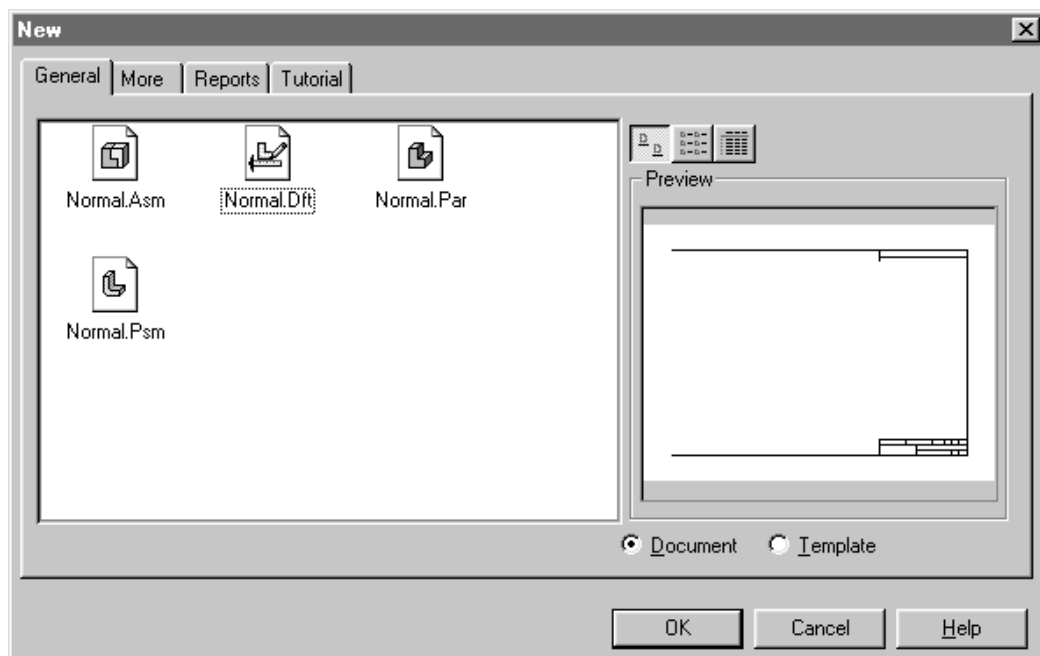 New
General More Reports Tutorial
Normal.Asm Normal.Dft Normal.Par
Preview
Normal.Psm
Document Template
OK Cancel Help